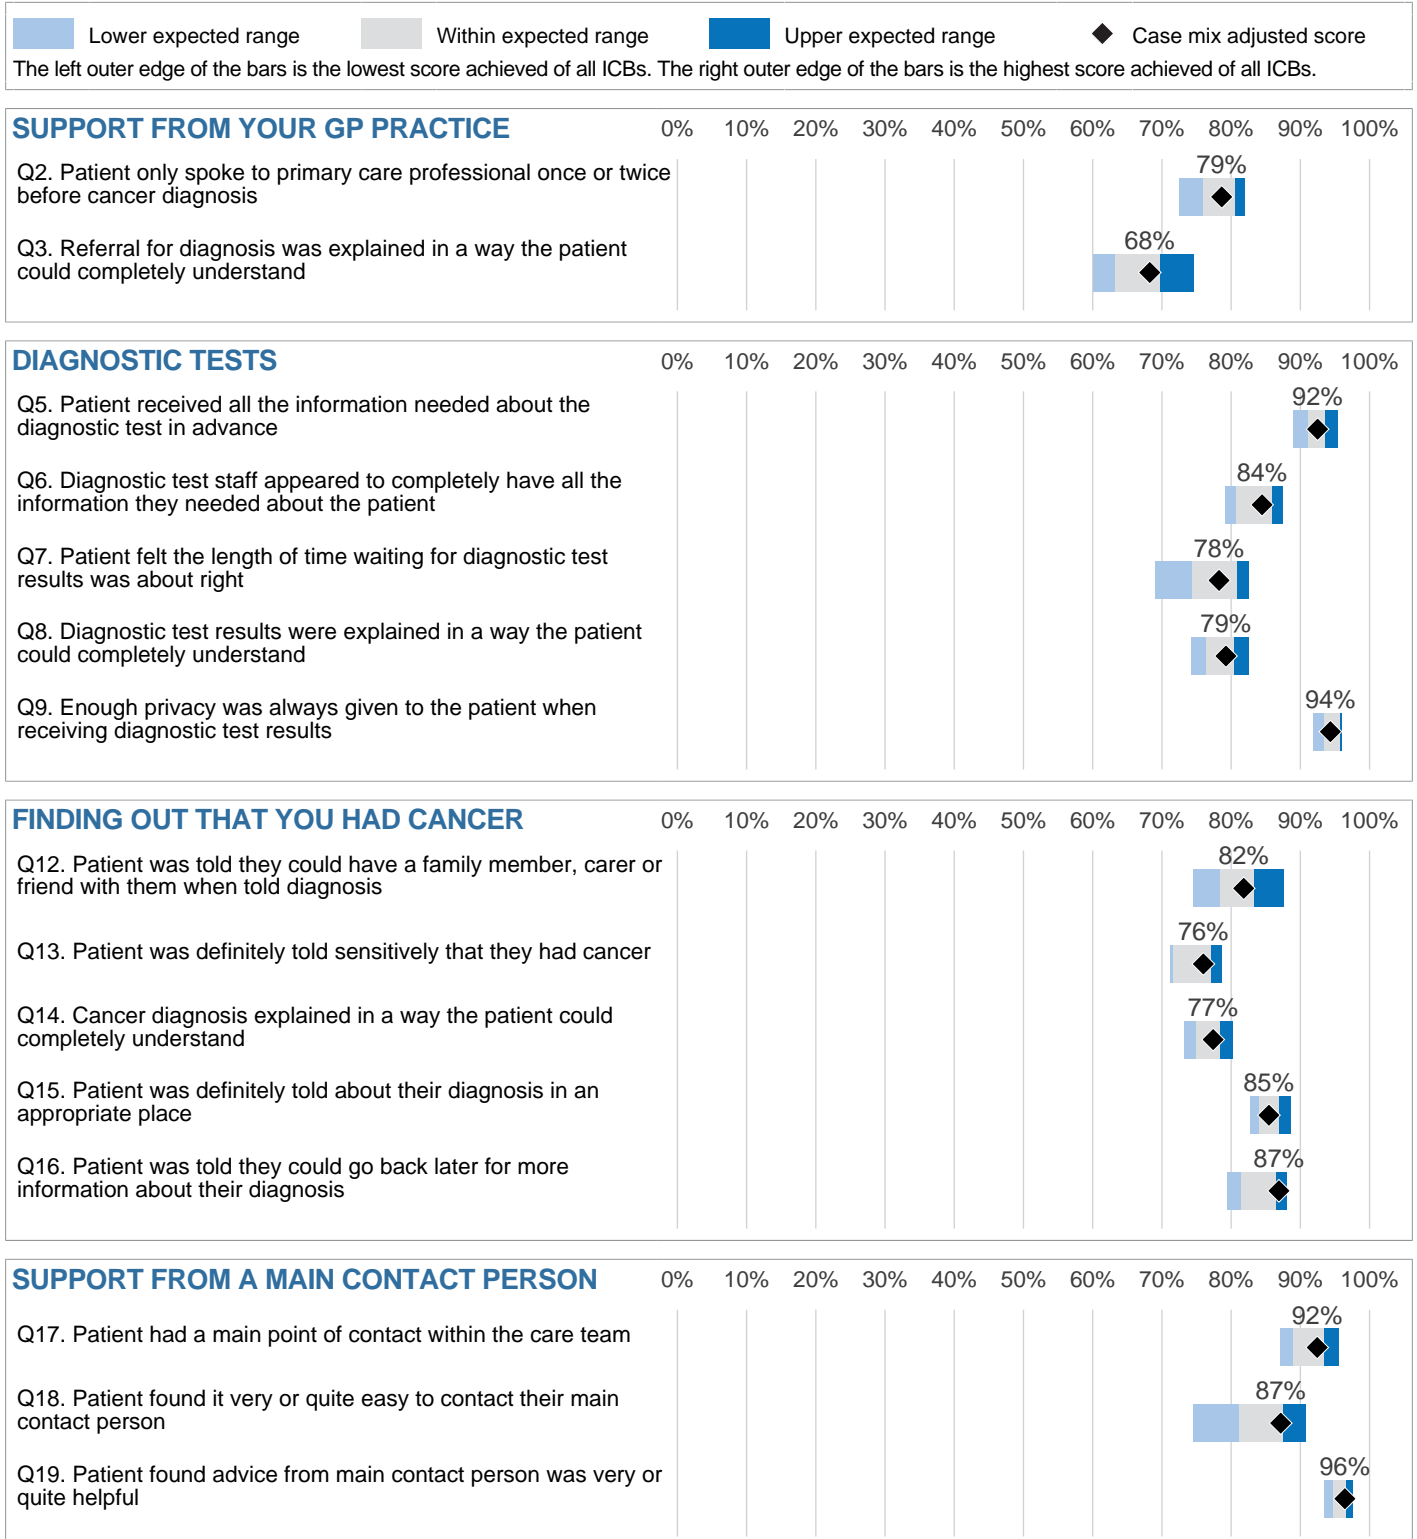 Lower expected range Within expected range Upper expected range Case mix adjusted score
The left outer edge of the bars is the lowest score achieved of all ICBs. The right outer edge of the bars is the highest score achieved of all ICBs.
SUPPORT FROM YOUR GP PRACTICE 0% 10% 20% 30% 40% 50% 60% 70% 80% 90% 100%
79%
Q2. Patient only spoke to primary care professional once or twice
before cancer diagnosis
68%
Q3. Referral for diagnosis was explained in a way the patient
could completely understand
DIAGNOSTIC TESTS 0% 10% 20% 30% 40% 50% 60% 70% 80% 90% 100%
92%
Q5. Patient received all the information needed about the
diagnostic test in advance
84%
Q6. Diagnostic test staff appeared to completely have all the
information they needed about the patient
78%
Q7. Patient felt the length of time waiting for diagnostic test
results was about right
79%
Q8. Diagnostic test results were explained in a way the patient
could completely understand
94%
Q9. Enough privacy was always given to the patient when
receiving diagnostic test results
FINDING OUT THAT YOU HAD CANCER 0% 10% 20% 30% 40% 50% 60% 70% 80% 90% 100%
82%
Q12. Patient was told they could have a family member, carer or
friend with them when told diagnosis
76%
Q13. Patient was definitely told sensitively that they had cancer
77%
Q14. Cancer diagnosis explained in a way the patient could
completely understand
85%
Q15. Patient was definitely told about their diagnosis in an
appropriate place
87%
Q16. Patient was told they could go back later for more
information about their diagnosis
SUPPORT FROM A MAIN CONTACT PERSON 0% 10% 20% 30% 40% 50% 60% 70% 80% 90% 100%
92%
Q17. Patient had a main point of contact within the care team
87%
Q18. Patient found it very or quite easy to contact their main
contact person
96%
Q19. Patient found advice from main contact person was very or
quite helpful